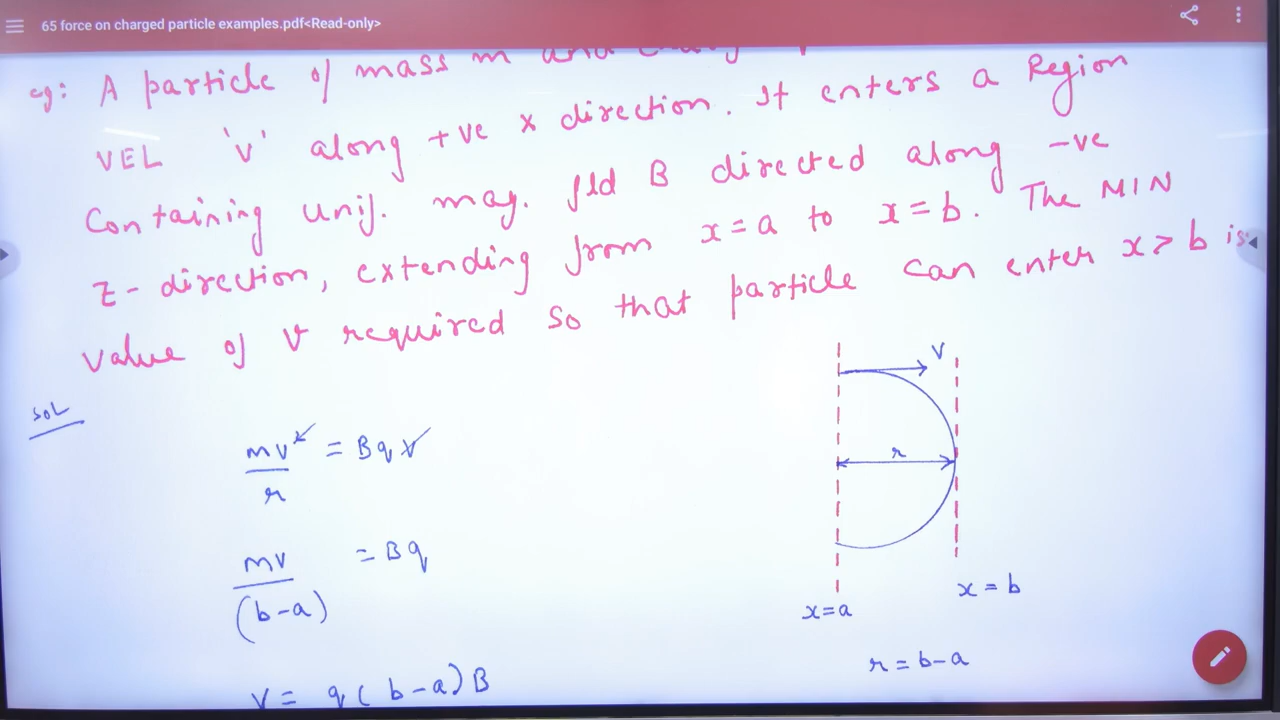 65 force on charged particle examples.pdf<Read-only>
eg: A particle of mass m and
VEL 'v' along +ve x direction. It enters a Region
Containing unif. mag. fld B directed along -ve
Z-direction, extending from x=a to x=b. The MIN
value of v required so that particle can enter x>b is
SOL
mv² = Bqv
r
mv = Bq
(b-a)
v = q(b-a)B
v
r
x=a
x=b
r=b-a